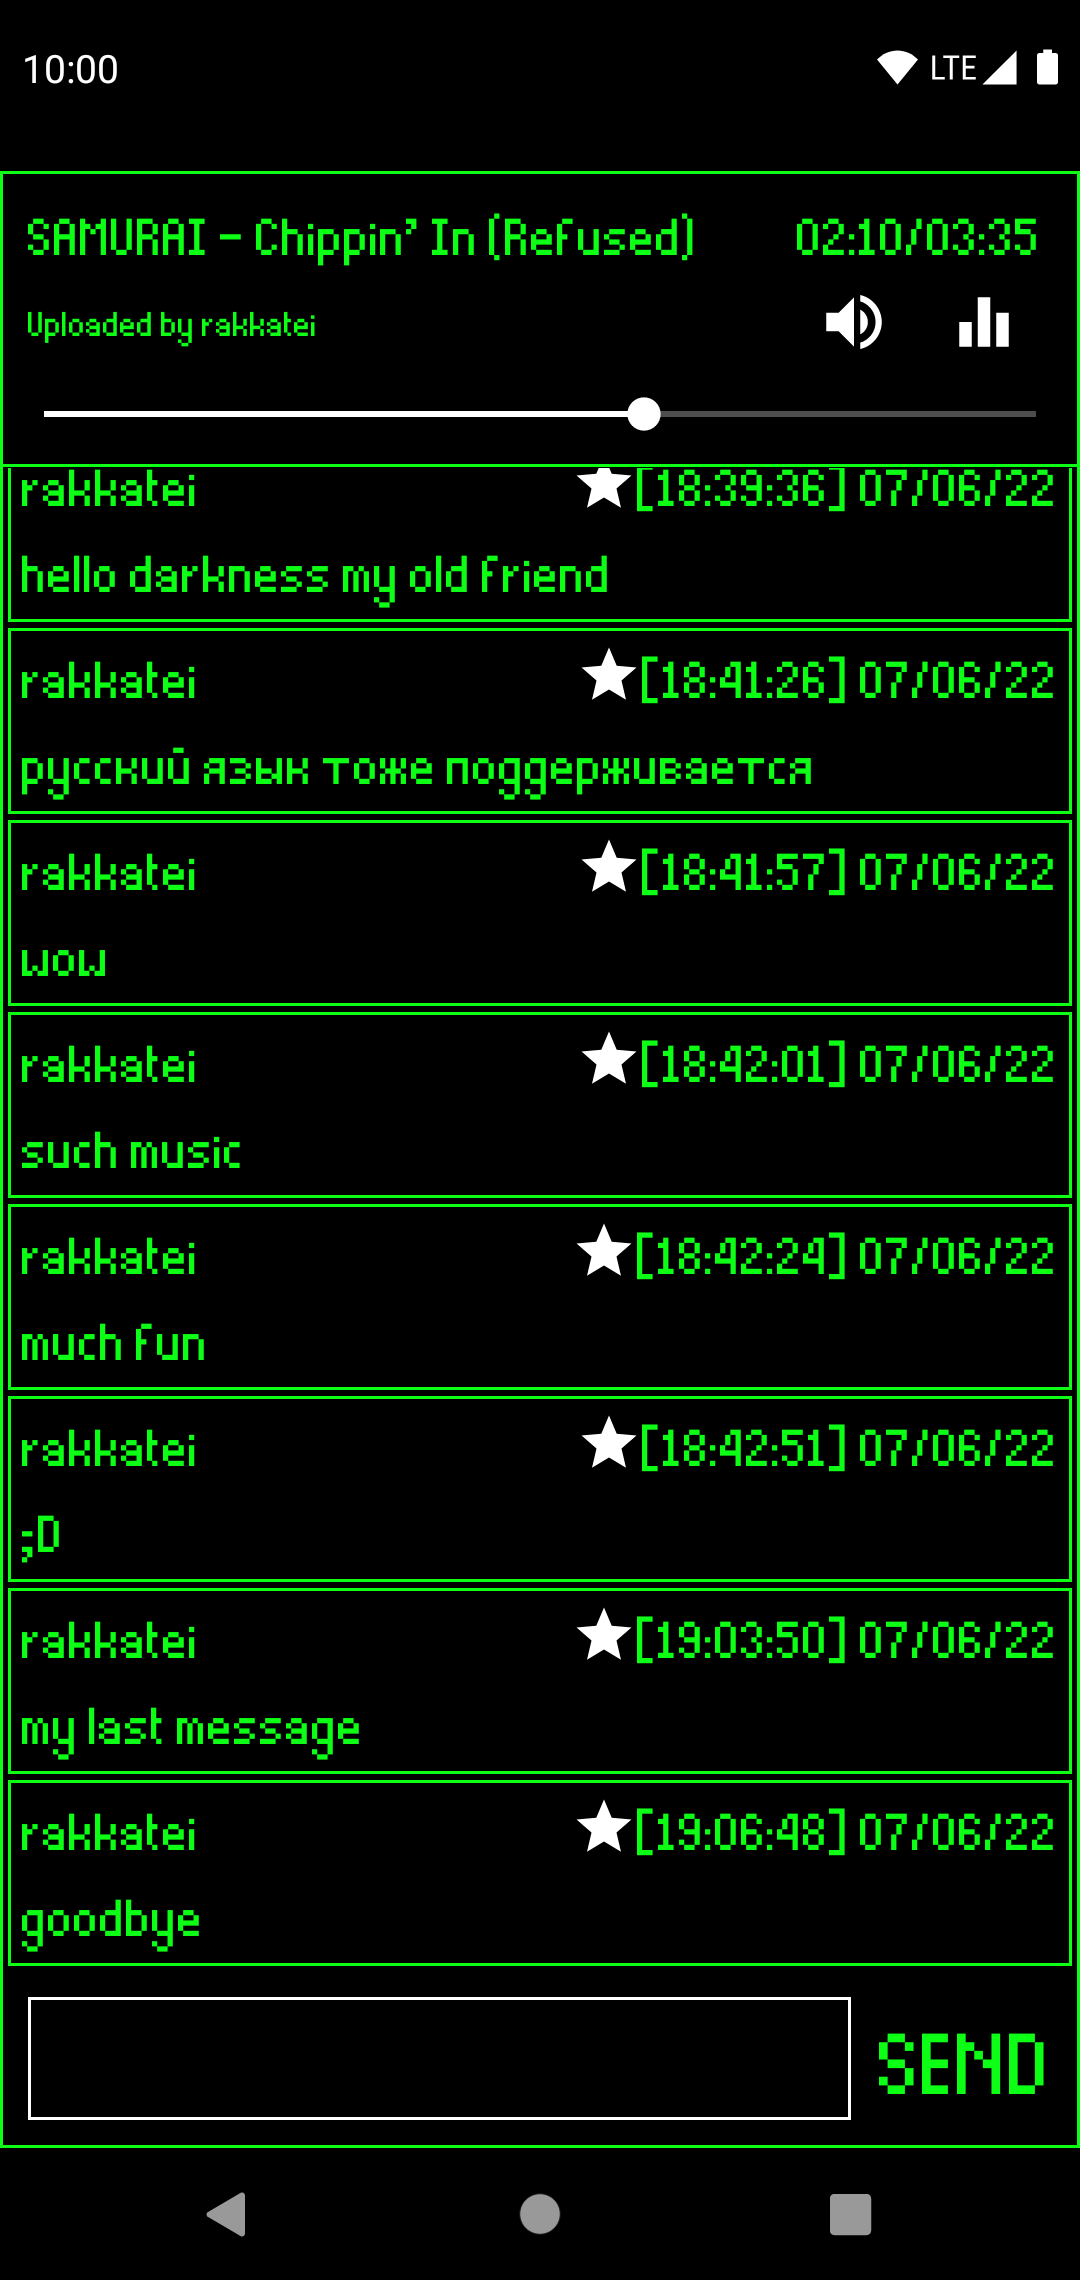 10:00
LTE
SAMURAI - Chippin' In (Refused) 02:10/03:35
Uploaded by rakkatei
rakkatei [18:39:36] 07/06/22
hello darkness my old friend
rakkatei [18:41:26] 07/06/22
русский язык тоже поддерживается
rakkatei [18:41:57] 07/06/22
wow
rakkatei [18:42:01] 07/06/22
such music
rakkatei [18:42:24] 07/06/22
much fun
rakkatei [18:42:51] 07/06/22
;D
rakkatei [19:03:50] 07/06/22
my last message
rakkatei [19:06:48] 07/06/22
goodbye
SEND